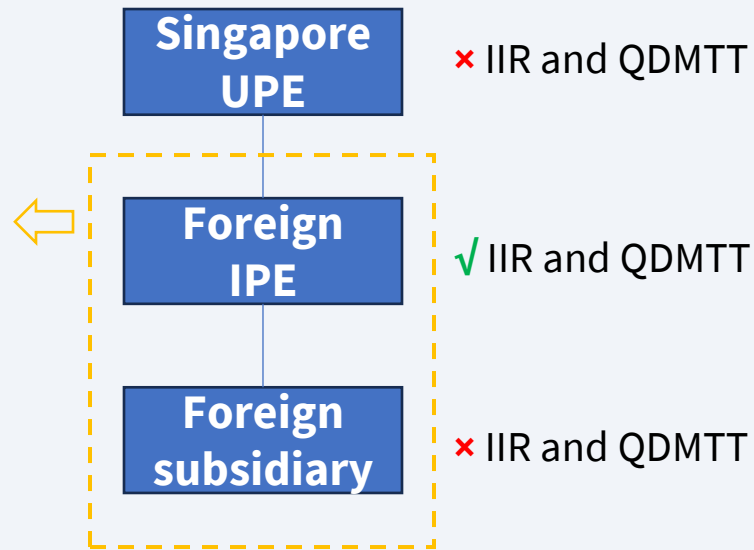 Singapore
UPE
× IIR and QDMTT
Foreign
IPE
√ IIR and QDMTT
Foreign
subsidiary
× IIR and QDMTT